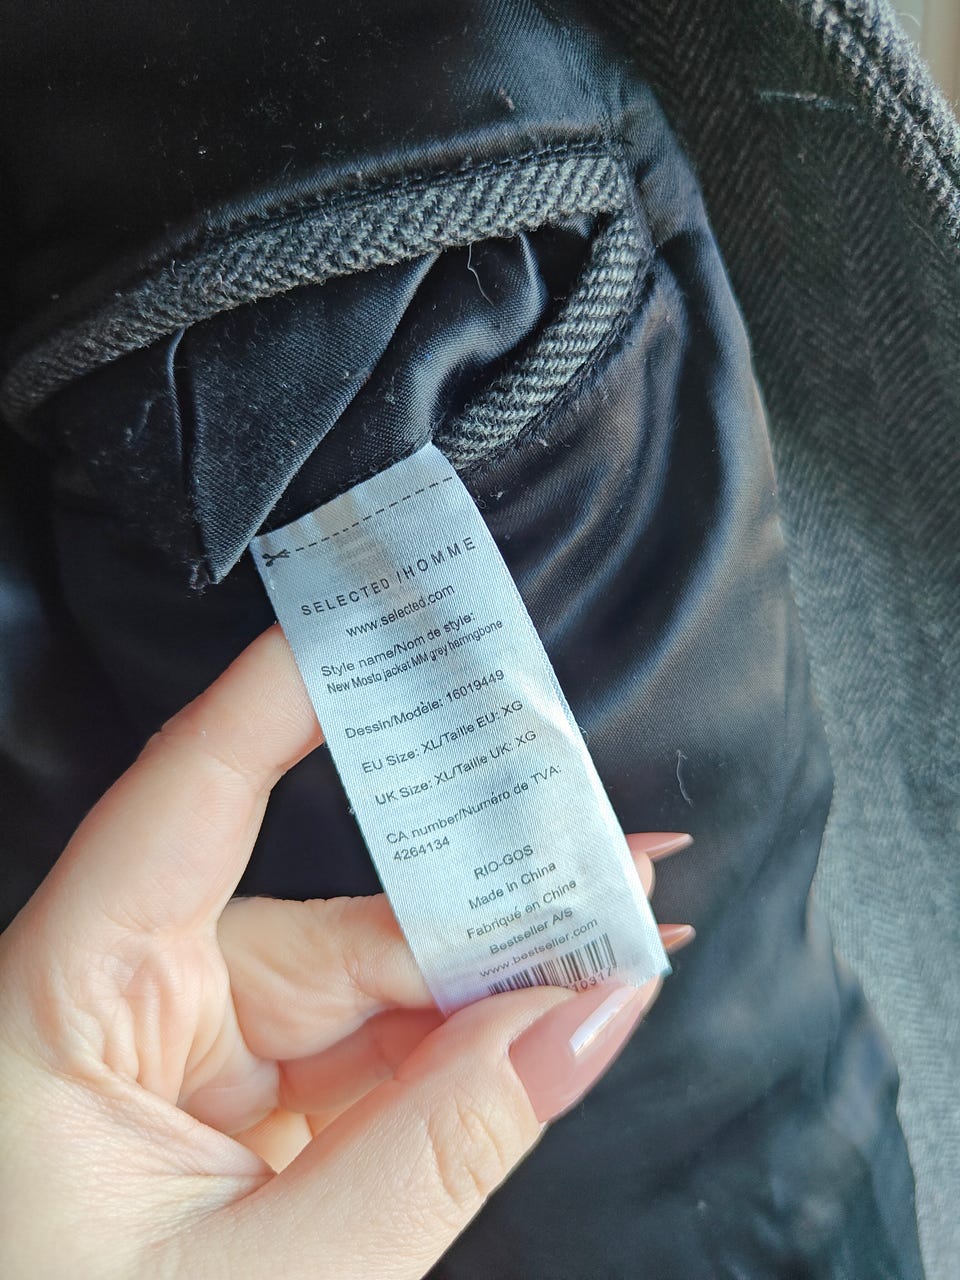 SELECTED /HOMME
www.selected.com
Style name/Nom de style:
New Mosto jacket MM grey herringbone
Dessin/Modèle: 16019449
EU Size: XL/Taille EU: XG
UK Size: XL/Taille UK: XG
CA number/Numéro de TVA:
4264134
RIO-GOS
Made in China
Fabriqué en Chine
Bestseller A/S
www.bestseller.com